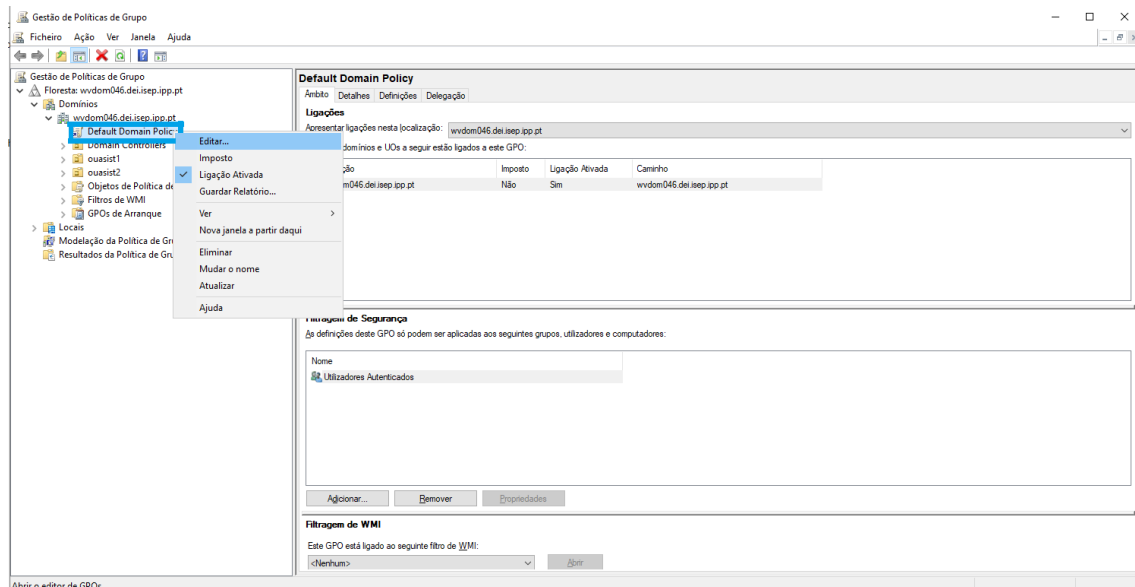 Gestão de Políticas de Grupo
Ficheiro Ação Ver Janela Ajuda
Gestão de Políticas de Grupo
Floresta: wvdom046.dei.isep.ipp.pt
Domínios
wvdom046.dei.isep.ipp.pt
Default Domain Polic
Domain Controllers
ouasist1
ouasist2
Objetos de Política de
Filtros de WMI
GPOs de Arranque
Locais
Modelação da Política de Gru
Resultados da Política de Gru
Editar...
Imposto
Ligação Ativada
Guardar Relatório...
Ver
Nova janela a partir daqui
Eliminar
Mudar o nome
Atualizar
Ajuda
Default Domain Policy
Âmbito Detalhes Definições Delegação
Ligações
Apresentar ligações nesta localização: wvdom046.dei.isep.ipp.pt
domínios e UOs a seguir estão ligados a este GPO:
ção Imposto Ligação Ativada Caminho
m046.dei.isep.ipp.pt Não Sim wvdom046.dei.isep.ipp.pt
Filtragem de Segurança
As definições deste GPO só podem ser aplicadas aos seguintes grupos, utilizadores e computadores:
Nome
Utilizadores Autenticados
Adicionar... Remover Propriedades
Filtragem de WMI
Este GPO está ligado ao seguinte filtro de WMI:
<Nenhum> Abrir
Abrir o editor de GPOs